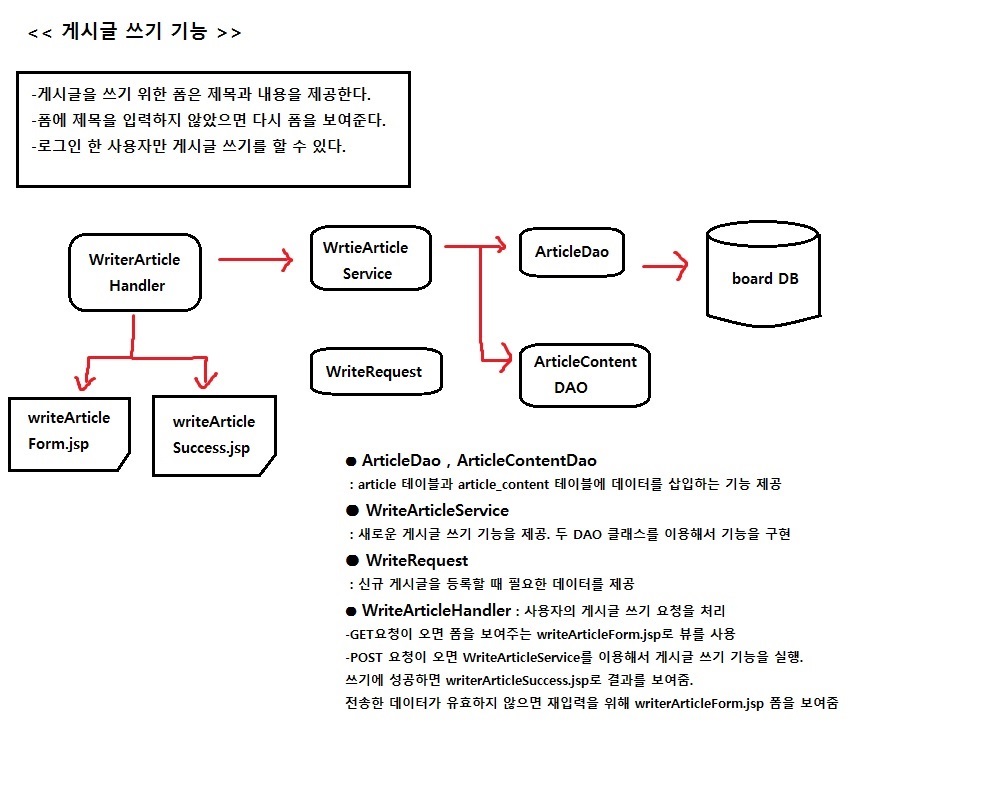 << 게시글 쓰기 기능 >>
-게시글을 쓰기 위한 폼은 제목과 내용을 제공한다.
-폼에 제목을 입력하지 않았으면 다시 폼을 보여준다.
-로그인 한 사용자만 게시글 쓰기를 할 수 있다.
WriterArticle
Handler
WrtieArticle
Service
ArticleDao
board DB
WriteRequest
ArticleContent
DAO
writeArticle
Form.jsp
writeArticle
Success.jsp
● ArticleDao , ArticleContentDao
: article 테이블과 article_content 테이블에 데이터를 삽입하는 기능 제공
● WriteArticleService
: 새로운 게시글 쓰기 기능을 제공. 두 DAO 클래스를 이용해서 기능을 구현
● WriteRequest
: 신규 게시글을 등록할 때 필요한 데이터를 제공
● WriteArticleHandler : 사용자의 게시글 쓰기 요청을 처리
-GET요청이 오면 폼을 보여주는 writeArticleForm.jsp로 뷰를 사용
-POST 요청이 오면 WriteArticleService를 이용해서 게시글 쓰기 기능을 실행.
쓰기에 성공하면 writerArticleSuccess.jsp로 결과를 보여줌.
전송한 데이터가 유효하지 않으면 재입력을 위해 writerArticleForm.jsp 폼을 보여줌